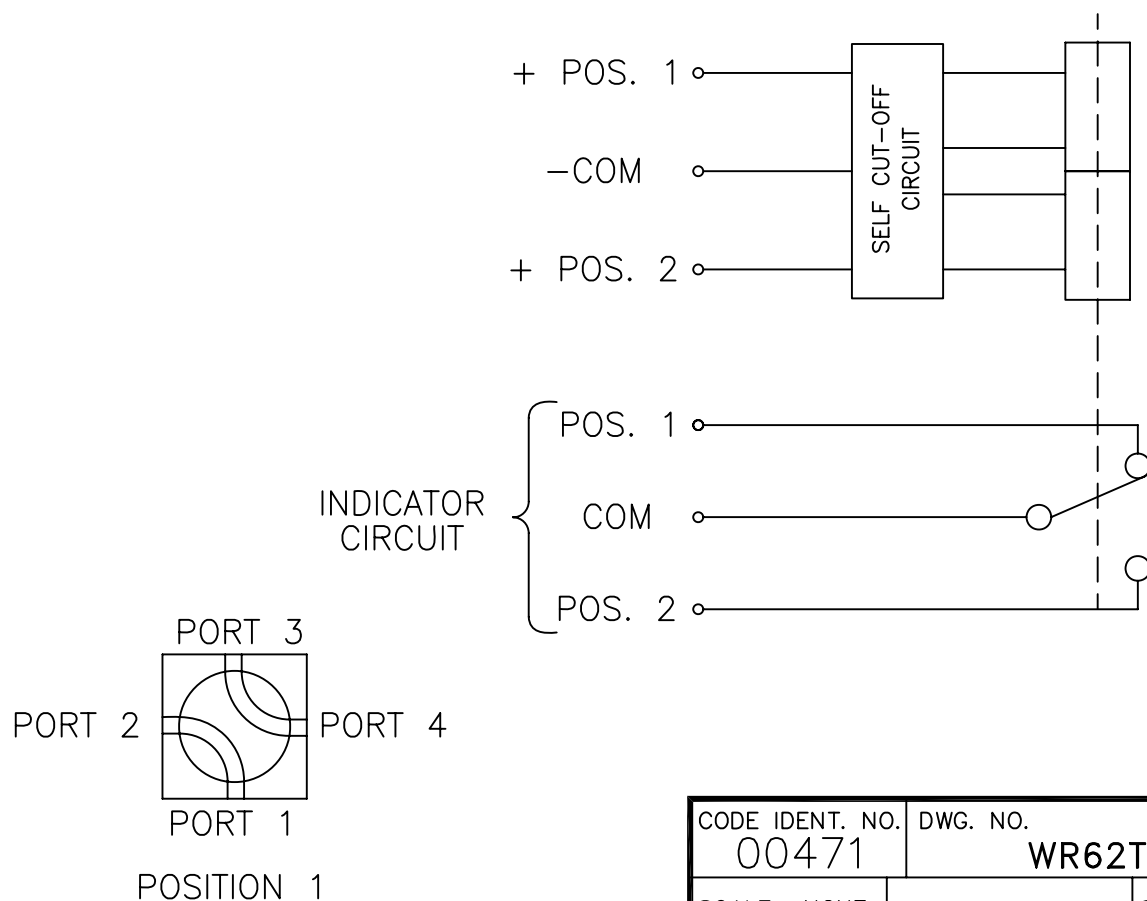 + POS. 1
-COM
+ POS. 2
SELF CUT-OFF
CIRCUIT
POS. 1
INDICATOR
CIRCUIT
COM
POS. 2
PORT 3
PORT 2
PORT 4
PORT 1
POSITION 1
CODE IDENT. NO.
00471
DWG. NO.
WR62T